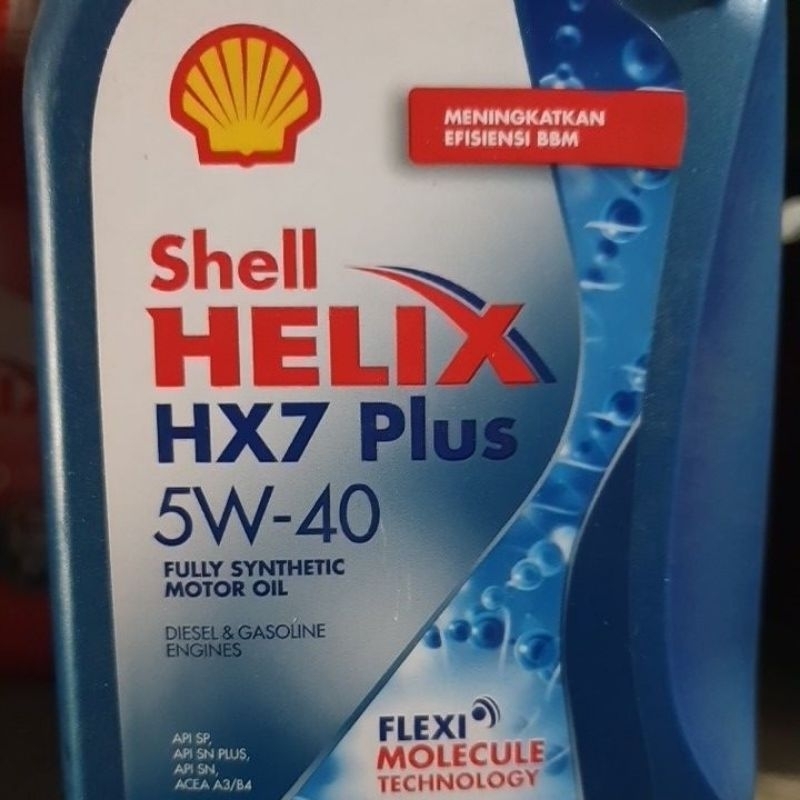 MENINGKATKAN
EFISIENSI BBM
Shell
HELIX
HX7 Plus
5W-40
FULLY SYNTHETIC
MOTOR OIL
DIESEL & GASOLINE
ENGINES
API SP,
API SN PLUS,
API SN,
ACEA A3/B4
FLEXI
MOLECULE
TECHNOLOGY